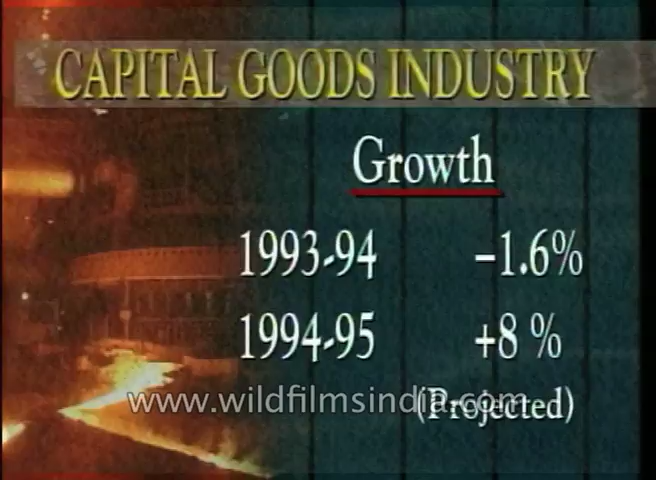 CAPITAL GOODS INDUSTRY
Growth
1993-94 –1.6%
1994-95 +8 %
(Projected)
www.wildfilmsindia.com